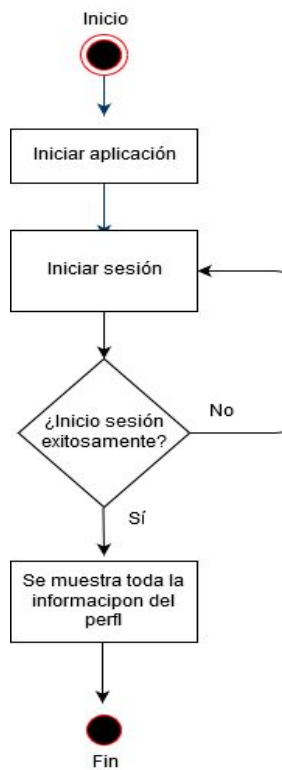 Inicio
Iniciar aplicación
Iniciar sesión
¿Inicio sesión
exitosamente?
No
Sí
Se muestra toda la
informacipon del
perfl
Fin